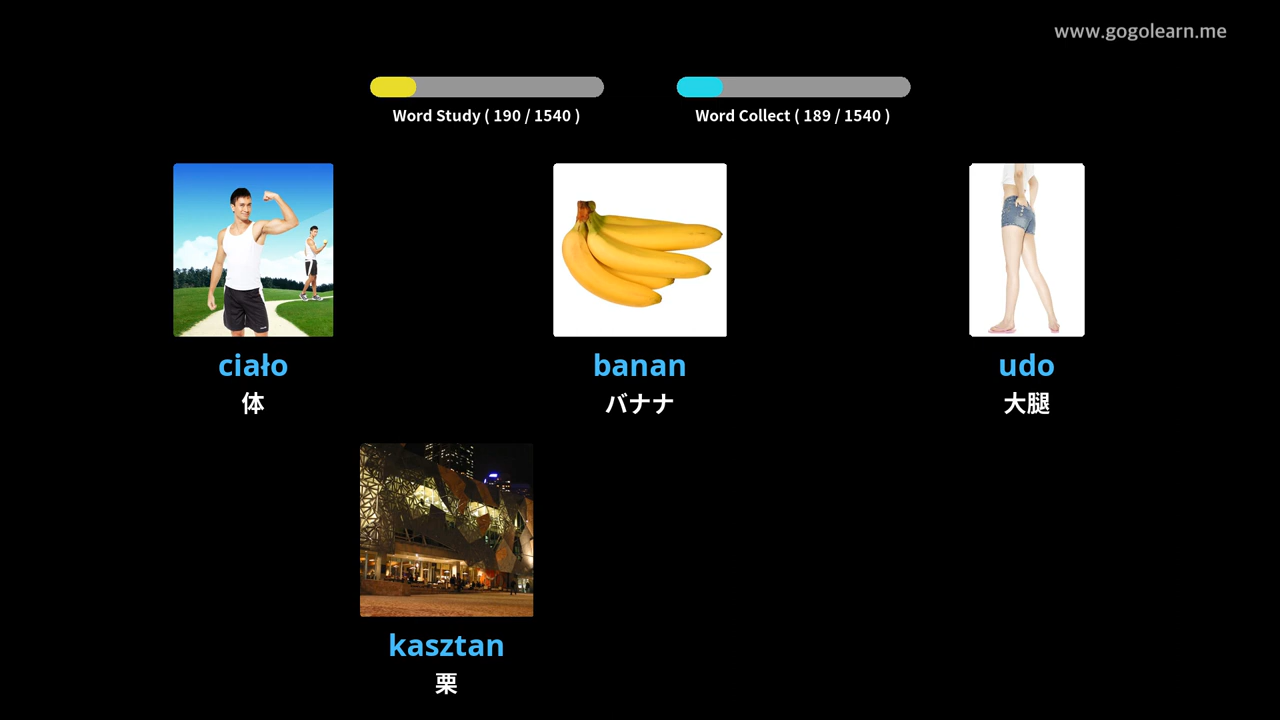 www.gogolearn.me
Word Study ( 190 / 1540 )
Word Collect ( 189 / 1540 )
ciało
体
banan
バナナ
udo
大腿
kasztan
栗